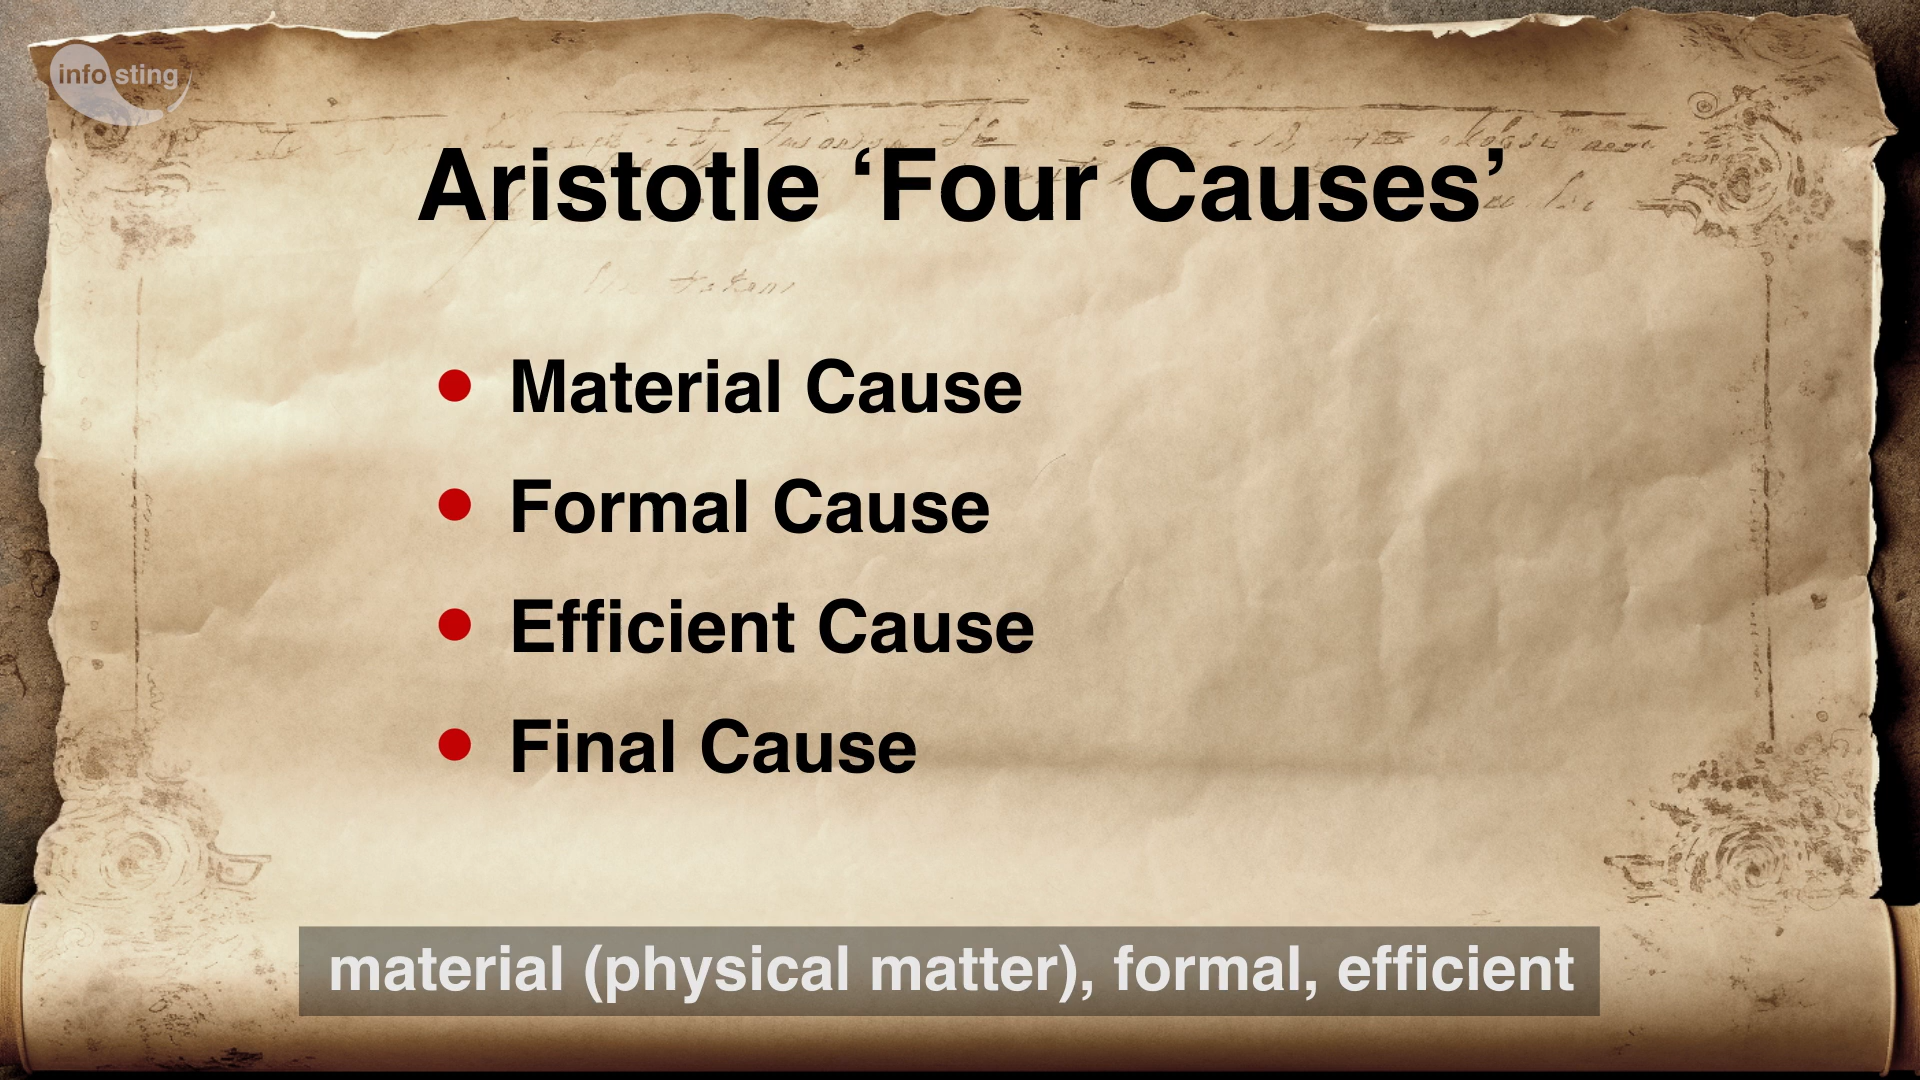 info sting
Aristotle ‘Four Causes’
• Material Cause
• Formal Cause
• Efficient Cause
• Final Cause
material (physical matter), formal, efficient